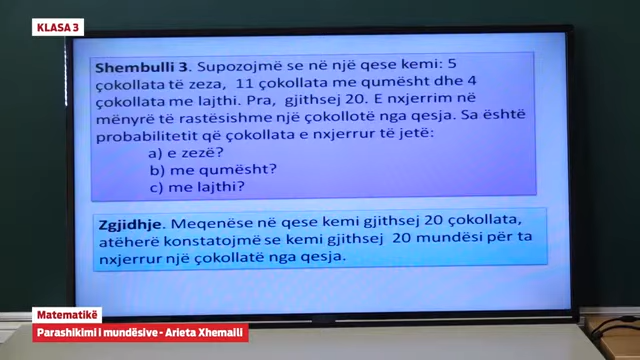 KLASA 3
Shembulli 3. Supozojmë se në një qese kemi: 5
çokollata të zeza, 11 çokollata me qumësht dhe 4
çokollata me lajthi. Pra, gjithsej 20. E nxjerrim në
mënyrë të rastësishme një çokollotë nga qesja. Sa është
probabilitetit që çokollata e nxjerrur të jetë:
a) e zezë?
b) me qumësht?
c) me lajthi?
Zgjidhje. Meqenëse në qese kemi gjithsej 20 çokollata,
atëherë konstatojmë se kemi gjithsej 20 mundësi për ta
nxjerrur një çokollatë nga qesja.
Matematikë
Parashikimi i mundësive - Arieta Xhemaili